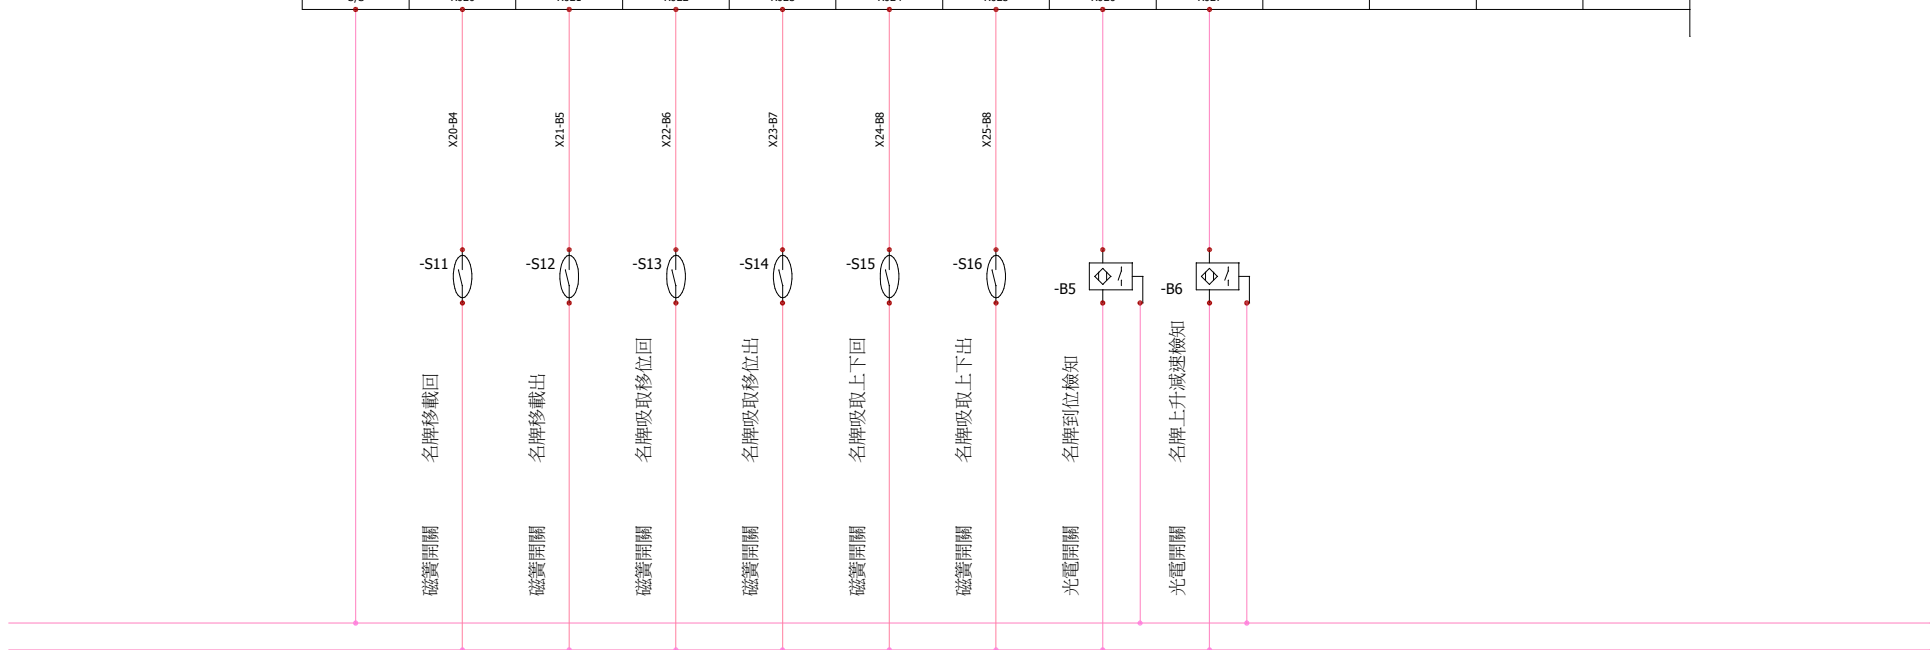 X20-B4
X21-B5
X22-B6
X23-B7
X24-B8
X25-B8
-S11
-S12
-S13
-S14
-S15
-S16
-B5
-B6
名牌移載回
名牌移載出
名牌吸取移位回
名牌吸取移位出
名牌吸取上下回
名牌吸取上下出
名牌到位檢知
名牌上升減速檢知
磁簧開關
磁簧開關
磁簧開關
磁簧開關
磁簧開關
磁簧開關
光電開關
光電開關